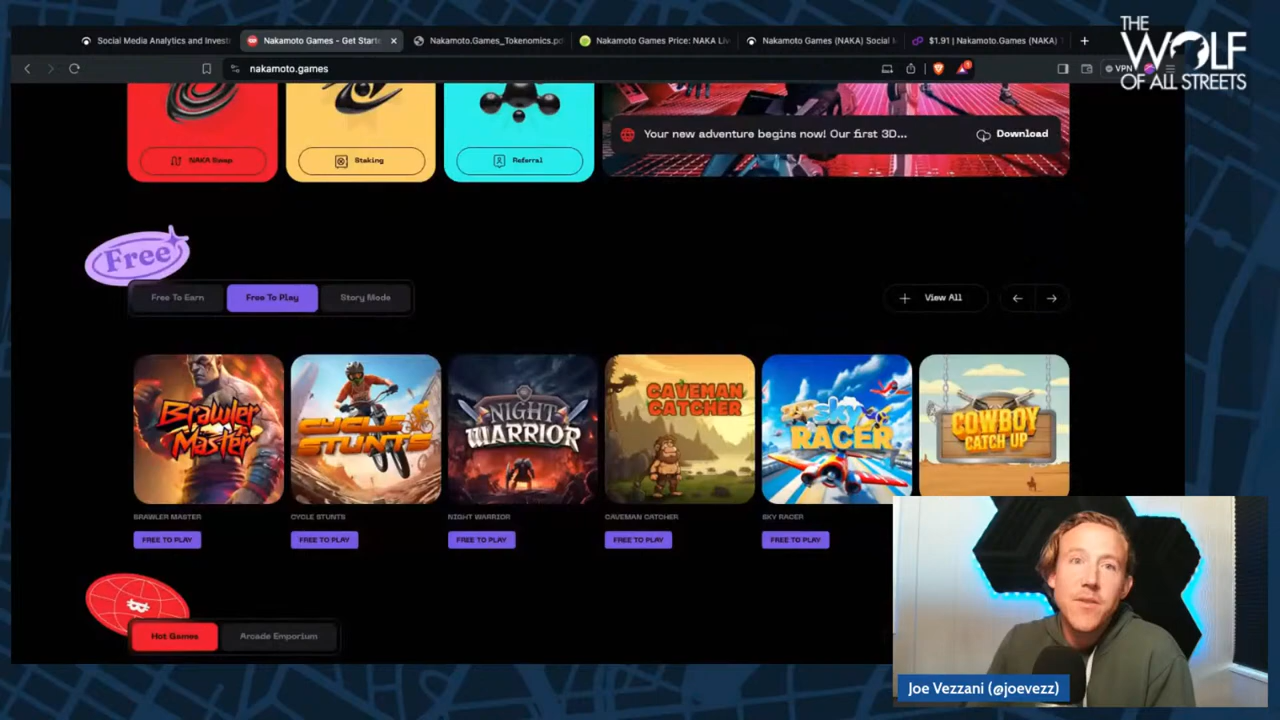 THE
WOLF
OF ALL STREETS
Social Media Analytics and Invest
Nakamoto Games - Get Starte
Nakamoto.Games_Tokenomics.pd
Nakamoto Games Price: NAKA Liv
Nakamoto Games (NAKA) Social
$1.91 | Nakamoto.Games (NAKA)
nakamoto.games
VPN
NAKA Swap
Staking
Referral
Your new adventure begins now! Our first 3D...
Download
Free
Free To Earn
Free To Play
Story Mode
View All
Brawler
Master
CYCLE
STUNTS
NIGHT
WARRIOR
CAVEMAN
CATCHER
SKY
RACER
COWBOY
CATCH UP
BRAWLER MASTER
CYCLE STUNTS
NIGHT WARRIOR
CAVEMAN CATCHER
SKY RACER
FREE TO PLAY
FREE TO PLAY
FREE TO PLAY
FREE TO PLAY
FREE TO PLAY
Hot Games
Arcade Emporium
Joe Vezzani (@joevezz)